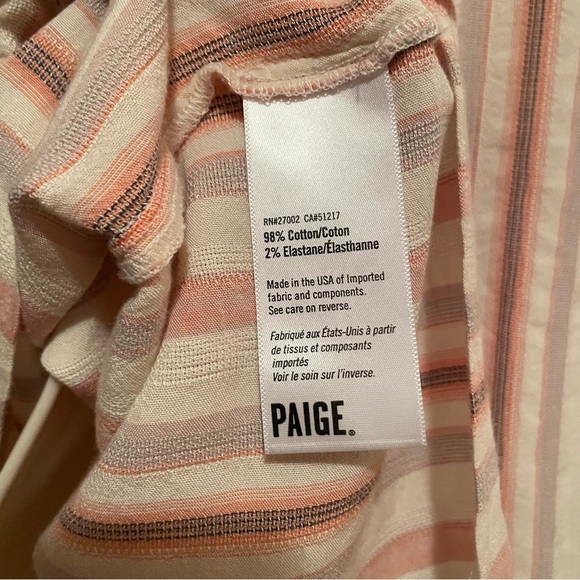 RN#27002 CA#51217
98% Cotton/Coton
2% Elastane/Élasthanne
Made in the USA of Imported
fabric and components.
See care on reverse.
Fabriqué aux États-Unis à partir
de tissus et composants
importés
Voir le soin sur l'inverse.
PAIGE®